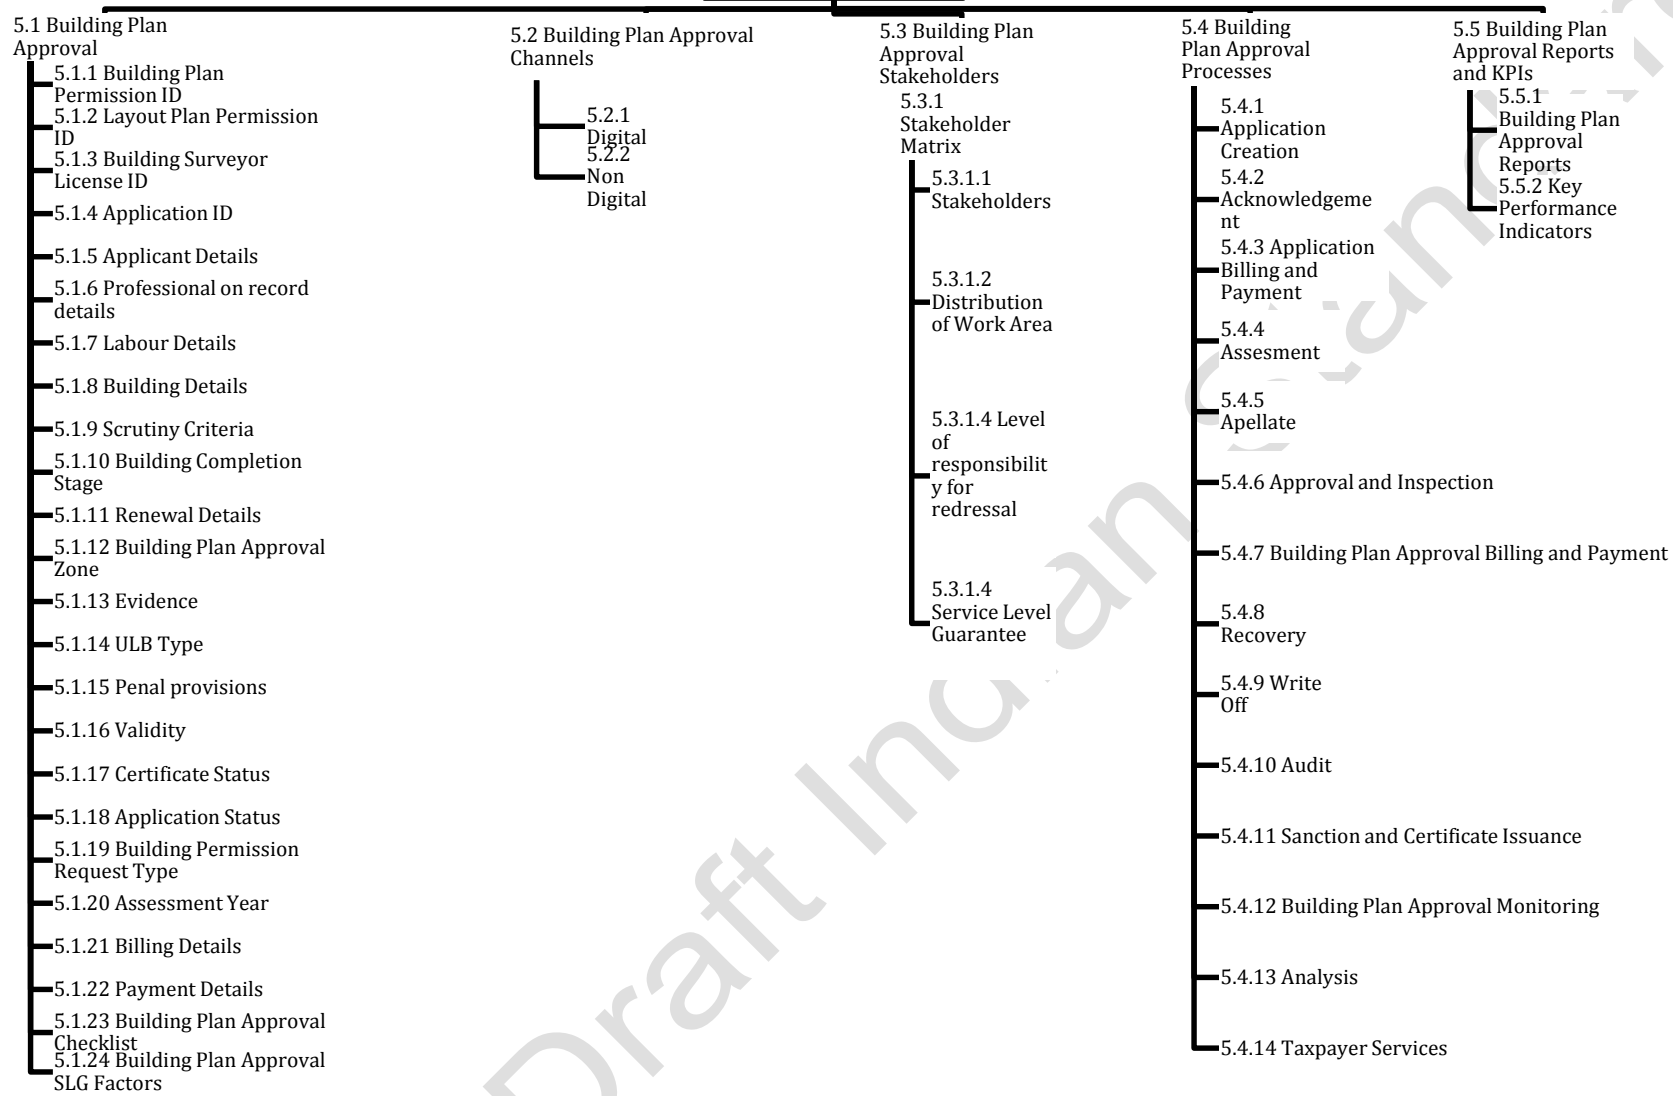 5.1 Building Plan
Approval
5.1.1 Building Plan
Permission ID
5.1.2 Layout Plan Permission
ID
5.1.3 Building Surveyor
License ID
5.1.4 Application ID
5.1.5 Applicant Details
5.1.6 Professional on record
details
5.1.7 Labour Details
5.1.8 Building Details
5.1.9 Scrutiny Criteria
5.1.10 Building Completion
Stage
5.1.11 Renewal Details
5.1.12 Building Plan Approval
Zone
5.1.13 Evidence
5.1.14 ULB Type
5.1.15 Penal provisions
5.1.16 Validity
5.1.17 Certificate Status
5.1.18 Application Status
5.1.19 Building Permission
Request Type
5.1.20 Assessment Year
5.1.21 Billing Details
5.1.22 Payment Details
5.1.23 Building Plan Approval
Checklist
5.1.24 Building Plan Approval
SLG Factors
5.2 Building Plan Approval
Channels
5.2.1
Digital
5.2.2
Non
Digital
5.3 Building Plan
Approval
Stakeholders
5.3.1
Stakeholder
Matrix
5.3.1.1
Stakeholders
5.3.1.2
Distribution
of Work Area
5.3.1.4 Level
of
responsibilit
y for
redressal
5.3.1.4
Service Level
Guarantee
5.4 Building
Plan Approval
Processes
5.4.1
Application
Creation
5.4.2
Acknowledgeme
nt
5.4.3 Application
Billing and
Payment
5.4.4
Assesment
5.4.5
Apellate
5.4.6 Approval and Inspection
5.4.7 Building Plan Approval Billing and Payment
5.4.8
Recovery
5.4.9 Write
Off
5.4.10 Audit
5.4.11 Sanction and Certificate Issuance
5.4.12 Building Plan Approval Monitoring
5.4.13 Analysis
5.4.14 Taxpayer Services
5.5 Building Plan
Approval Reports
and KPIs
5.5.1
Building Plan
Approval
Reports
5.5.2 Key
Performance
Indicators
Draft Indian